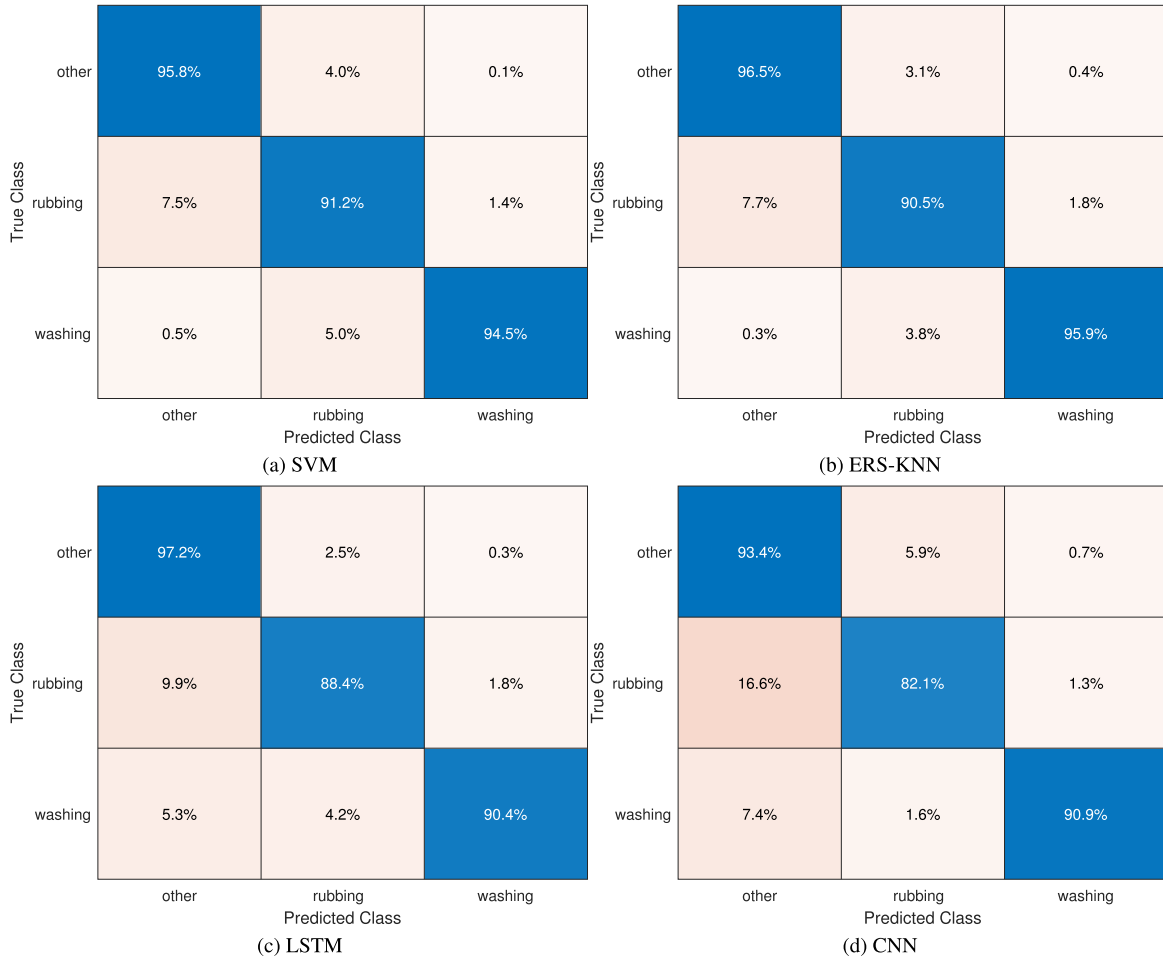 True Class
other 95.8% 4.0% 0.1%
rubbing 7.5% 91.2% 1.4%
washing 0.5% 5.0% 94.5%
other rubbing washing
Predicted Class
(a) SVM
True Class
other 96.5% 3.1% 0.4%
rubbing 7.7% 90.5% 1.8%
washing 0.3% 3.8% 95.9%
other rubbing washing
Predicted Class
(b) ERS-KNN
True Class
other 97.2% 2.5% 0.3%
rubbing 9.9% 88.4% 1.8%
washing 5.3% 4.2% 90.4%
other rubbing washing
Predicted Class
(c) LSTM
True Class
other 93.4% 5.9% 0.7%
rubbing 16.6% 82.1% 1.3%
washing 7.4% 1.6% 90.9%
other rubbing washing
Predicted Class
(d) CNN